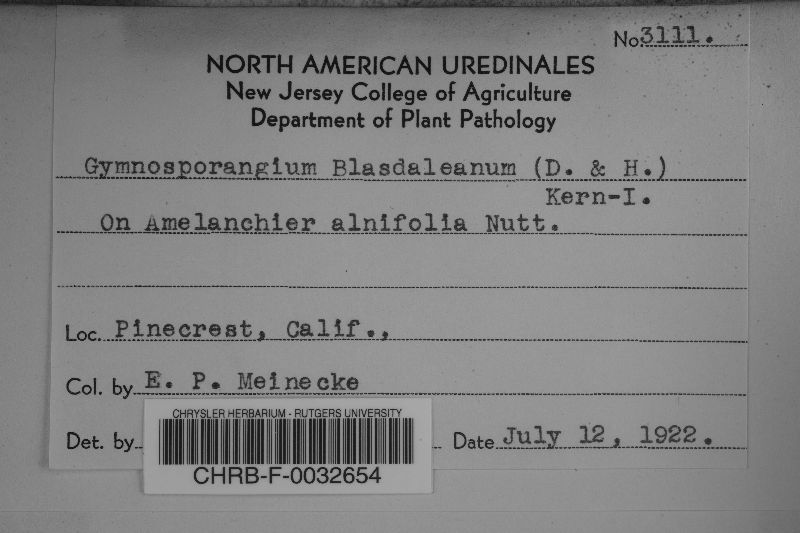 No. 3111.
NORTH AMERICAN UREDINALES
New Jersey College of Agriculture
Department of Plant Pathology
Gymnosporangium Blasdaleanum (D. & H.)
Kern-I.
On Amelanchier alnifolia Nutt.
Loc. Pinecrest, Calif.,
Col. by E. P. Meinecke
CHRYSLER HERBARIUM - RUTGERS UNIVERSITY
Det. by Date July 12, 1922.
CHRB-F-0032654